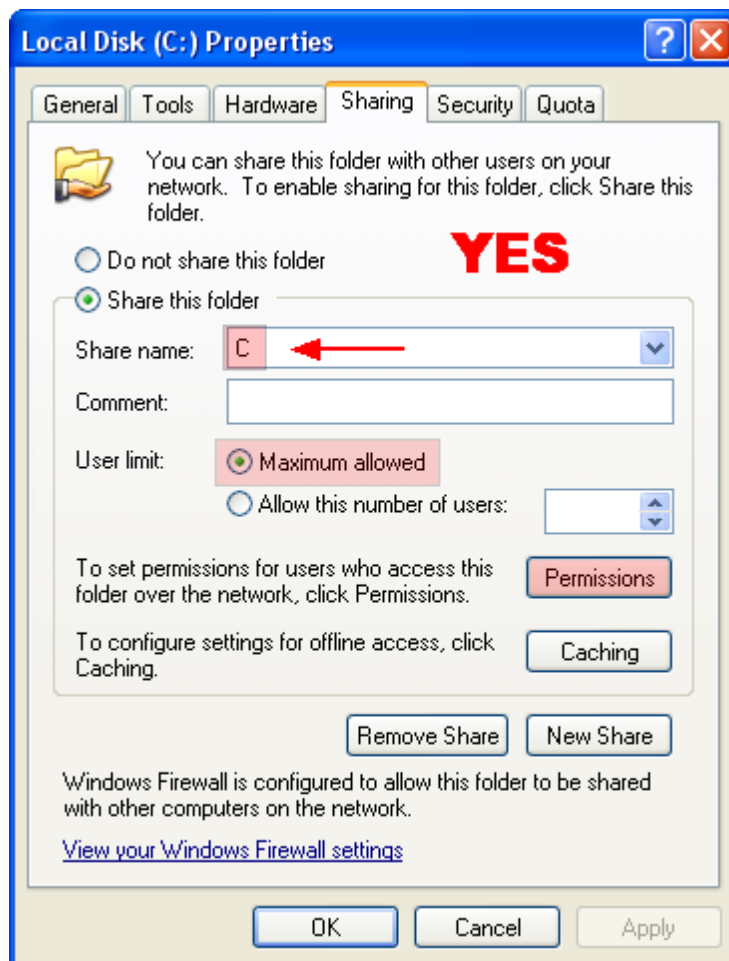 Local Disk (C:) Properties
?
General Tools Hardware Sharing Security Quota
You can share this folder with other users on your
network. To enable sharing for this folder, click Share this
folder.
Do not share this folder
YES
Share this folder
Share name: C
Comment:
User limit: Maximum allowed
Allow this number of users:
To set permissions for users who access this
folder over the network, click Permissions.
Permissions
To configure settings for offline access, click
Caching.
Caching
Remove Share New Share
Windows Firewall is configured to allow this folder to be shared
with other computers on the network.
View your Windows Firewall settings
OK Cancel Apply